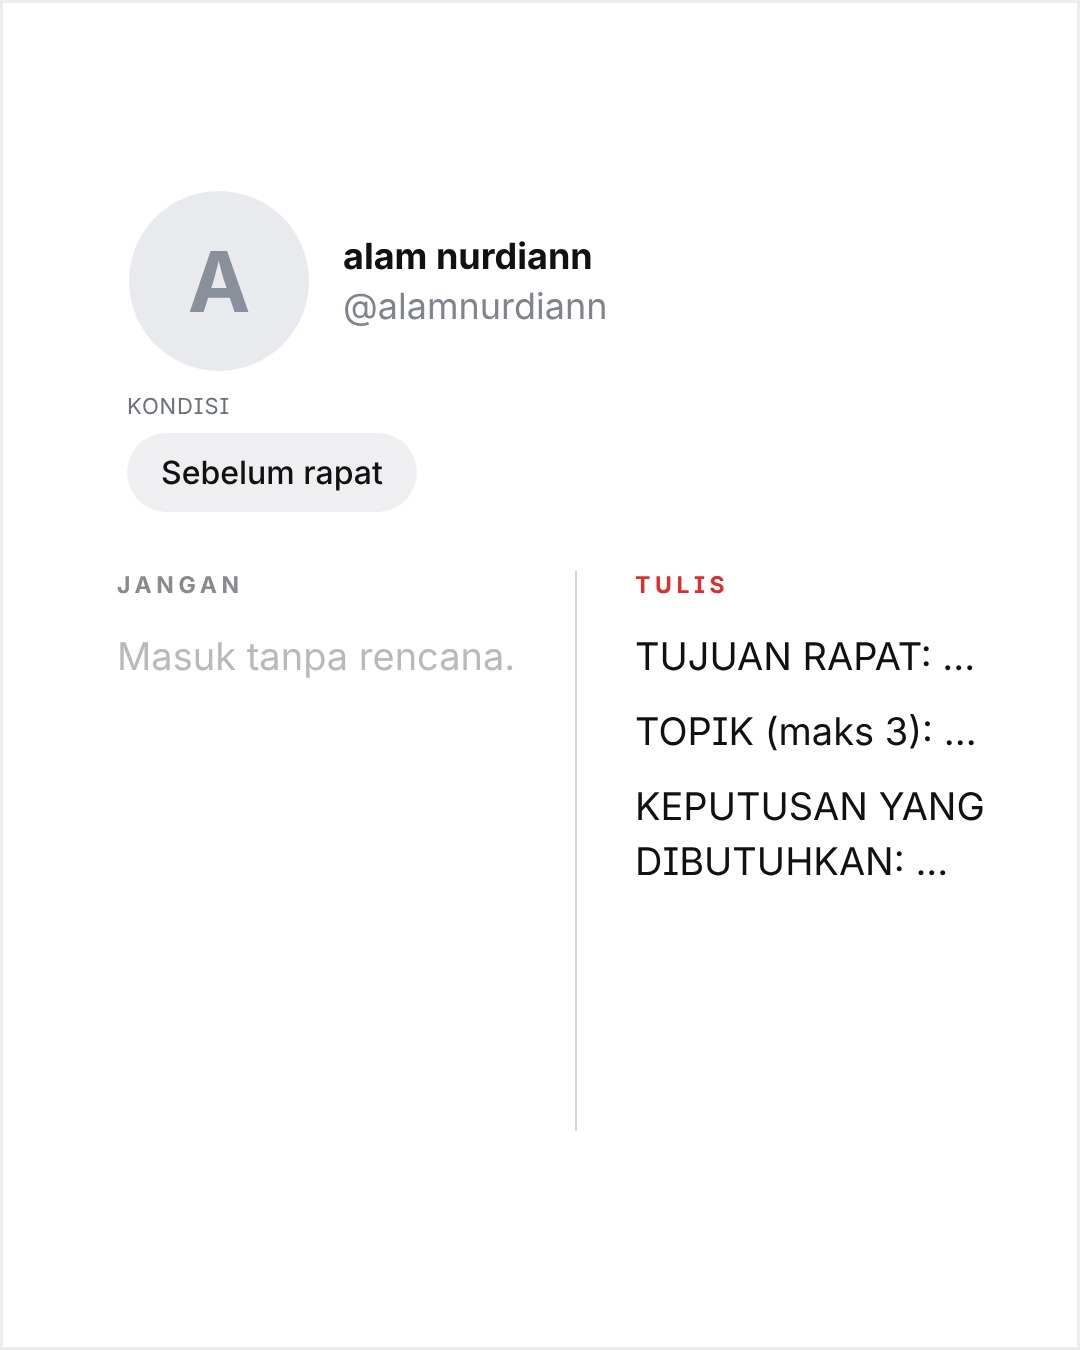 A
alam nurdiann
@alamnurdiann
KONDISI
Sebelum rapat
JANGAN
Masuk tanpa rencana.
TULIS
TUJUAN RAPAT: ...
TOPIK (maks 3): ...
KEPUTUSAN YANG
DIBUTUHKAN: ...